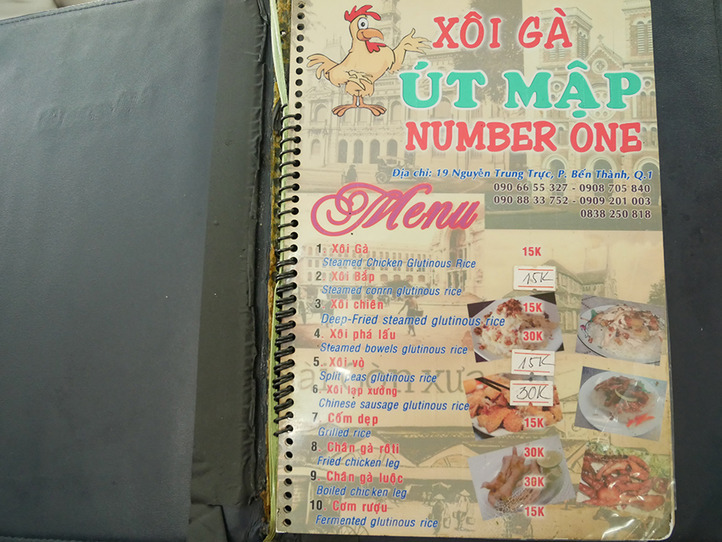 XÔI GÀ
ÚT MẬP
NUMBER ONE
Địa chỉ: 19 Nguyễn Trung Trực, P. Bến Thành, Q.1
090 66 55 327 - 0908 705 840
090 88 33 752 - 0909 201 003
0838 250 818
Menu
1. Xôi Gà 15K
Steamed Chicken Glutinous Rice
2. Xôi Bắp 15K
Steamed conrn glutinous rice
3 Xôi chiên 15K
Deep-Fried steamed glutinous rice
4. Xôi phá lấu 30K
Steamed bowels glutinous rice
5 Xôi vò 15K
Split peas glutinous rice
6 Xôi lạp xưởng 30K
Chinese sausage glutinous rice
7 Cốm dẹp 15K
Grilled rice
8 Chân gà rôti 30K
Fried chicken leg
9 Chân gà luộc 30K
Boiled chicken leg
10 Cơm rượu 15K
Fermented glutinous rice